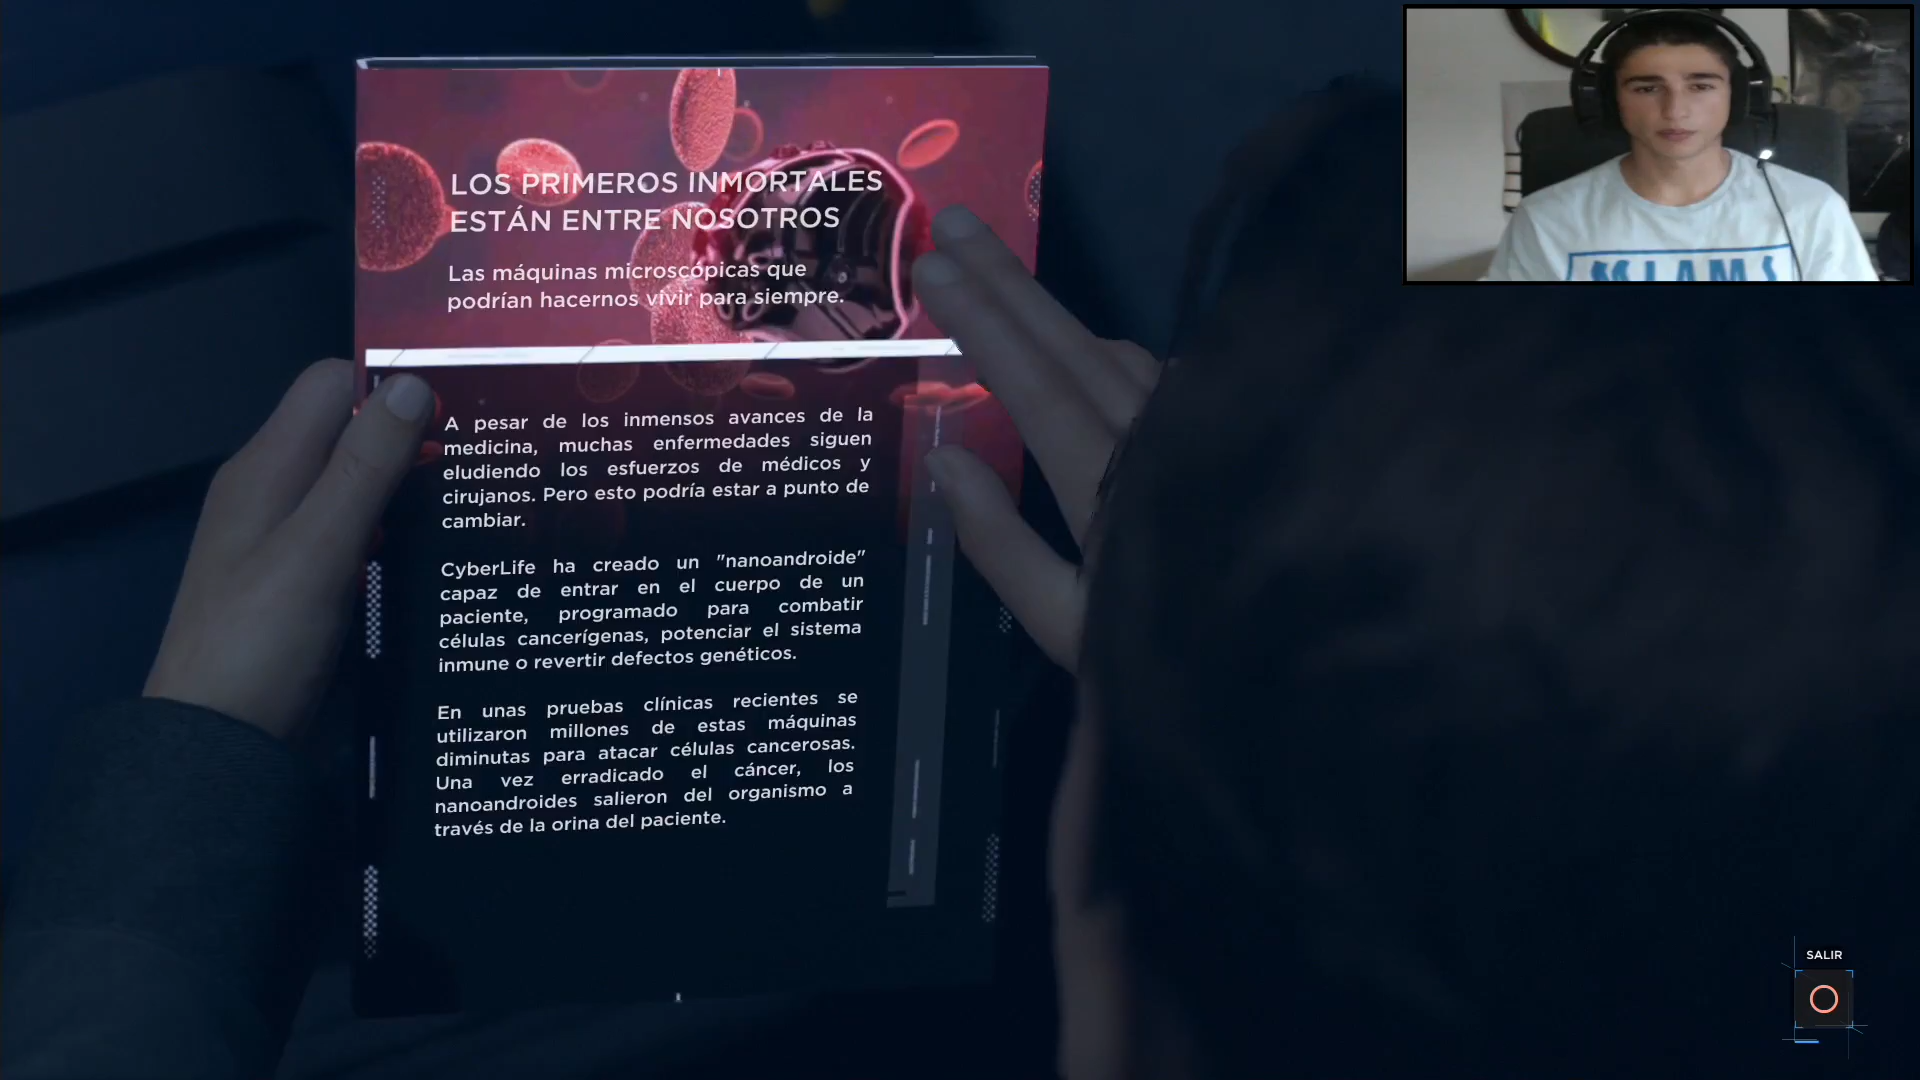 LOS PRIMEROS INMORTALES
ESTÁN ENTRE NOSOTROS
Las máquinas microscópicas que
podrían hacernos vivir para siempre.
A pesar de los inmensos avances de la
medicina, muchas enfermedades siguen
eludiendo los esfuerzos de médicos y
cirujanos. Pero esto podría estar a punto de
cambiar.
CyberLife ha creado un "nanoandroide"
capaz de entrar en el cuerpo de un
paciente, programado para combatir
células cancerígenas, potenciar el sistema
inmune o revertir defectos genéticos.
En unas pruebas clínicas recientes se
utilizaron millones de estas máquinas
diminutas para atacar células cancerosas.
Una vez erradicado el cáncer, los
nanoandroides salieron del organismo a
través de la orina del paciente.
SALIR